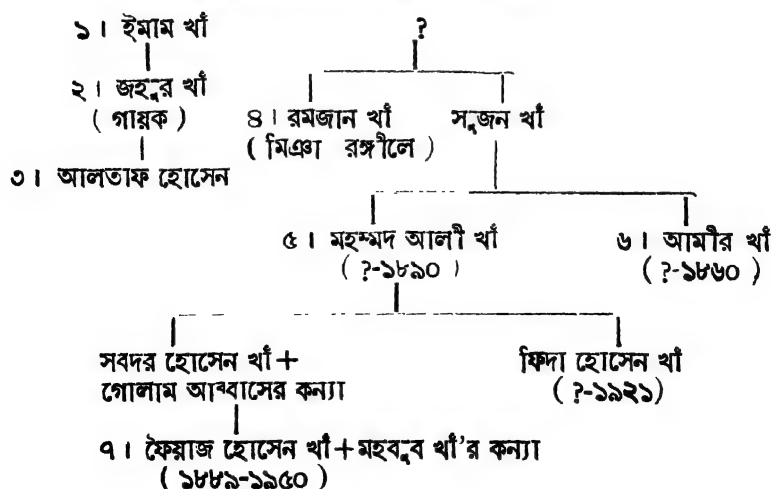 ১। ইমাম খাঁ
?
২। জহুর খাঁ
( গায়ক )
৪। রমজান খাঁ
( মিঞা রঙ্গীলে )
সুজন খাঁ
৩। আলতাফ হোসেন
৫। মহম্মদ আলী খাঁ
( ?-১৮৯০ )
৬। আমীর খাঁ
( ?-১৮৬০ )
সবদর হোসেন খাঁ +
গোলাম আব্বাসের কন্যা
ফিদা হোসেন খাঁ
( ?-১৯২১ )
৭। ফৈয়াজ হোসেন খাঁ + মহবুব খাঁ'র কন্যা
( ১৮৮৯-১৯৫০ )